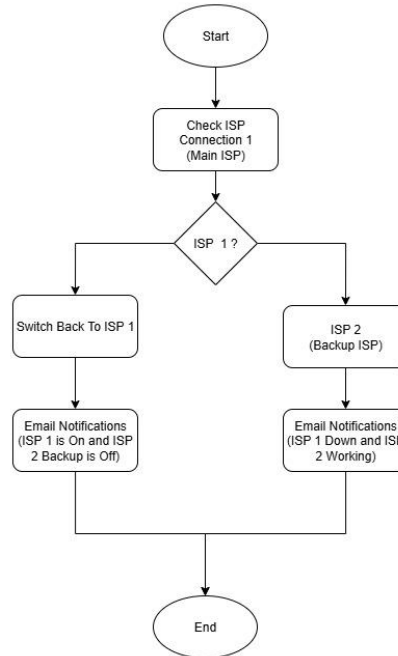 Start
Check ISP
Connection 1
(Main ISP)
ISP 1 ?
Switch Back To ISP 1
ISP 2
(Backup ISP)
Email Notifications
(ISP 1 is On and ISP
2 Backup is Off)
Email Notifications
(ISP 1 Down and ISP
2 Working)
End